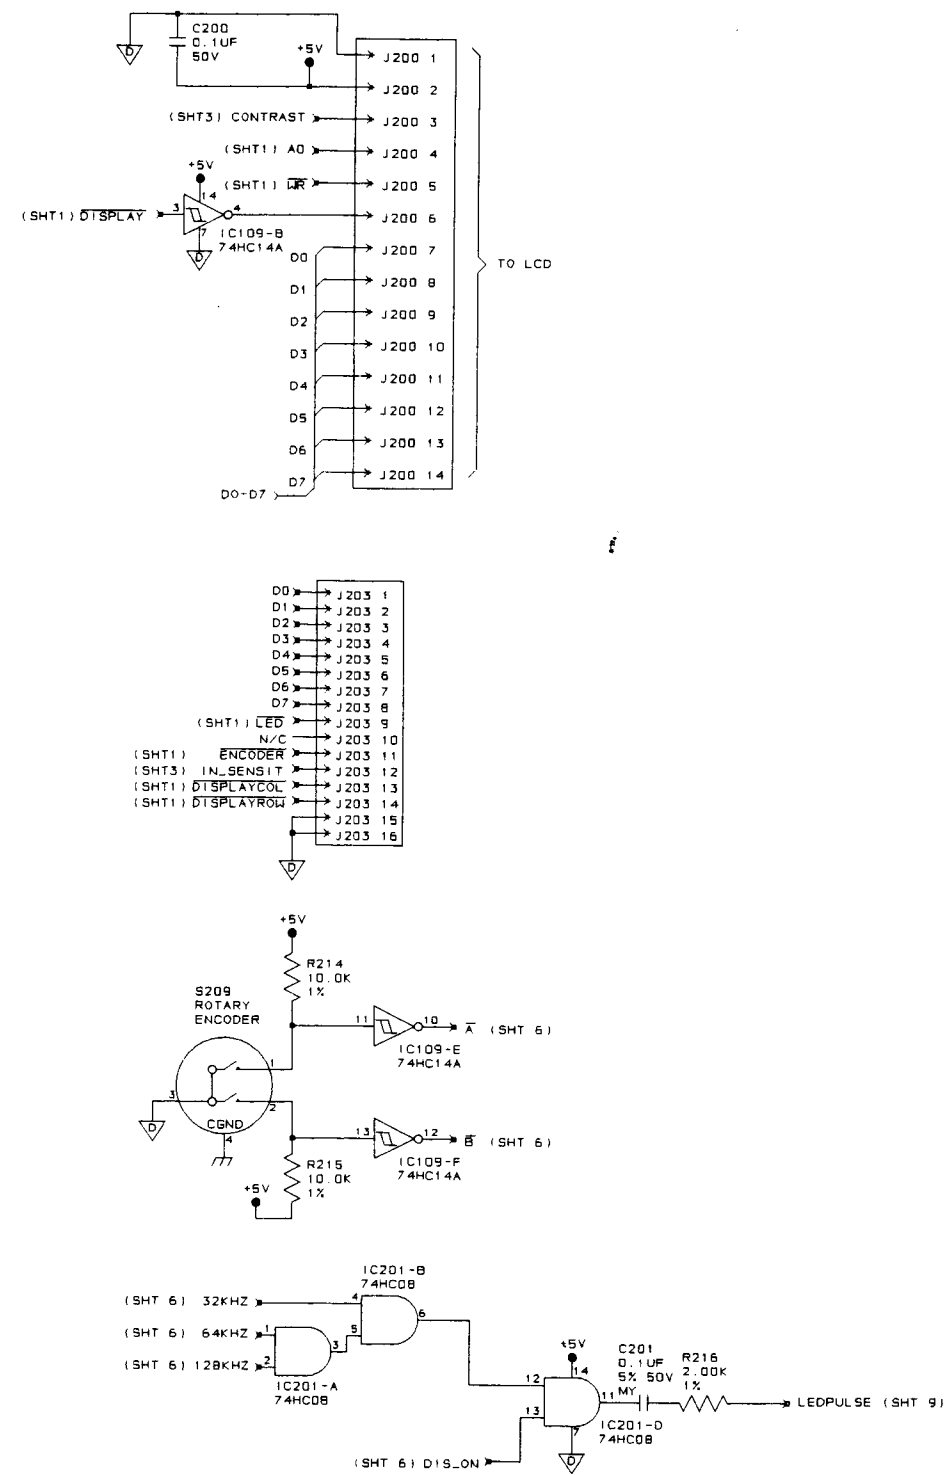 C200
0.1UF
50V
D
+5V
J200 1
J200 2
(SHT3) CONTRAST
J200 3
(SHT1) A0
J200 4
+5V
(SHT1) WR
J200 5
14
(SHT1) DISPLAY
3
4
J200 6
7
IC109-B
74HC14A
D
D0
J200 7
D1
J200 8
TO LCD
D2
J200 9
D3
J200 10
D4
J200 11
D5
J200 12
D6
J200 13
D7
J200 14
D0-D7
D0
J203 1
D1
J203 2
D2
J203 3
D3
J203 4
D4
J203 5
D5
J203 6
D6
J203 7
D7
J203 8
(SHT1) LED
J203 9
N/C
J203 10
(SHT1) ENCODER
J203 11
(SHT3) IN_SENSIT
J203 12
(SHT1) DISPLAYCOL
J203 13
(SHT1) DISPLAYROW
J203 14
J203 15
J203 16
D
+5V
R214
10.0K
1%
S209
ROTARY
ENCODER
11
10
A (SHT 6)
IC109-E
74HC14A
1
3
2
D
CGND
4
13
12
B (SHT 6)
IC109-F
74HC14A
R215
10.0K
1%
+5V
IC201-B
74HC08
(SHT 6) 32KHZ
4
6
5
(SHT 6) 64KHZ
1
3
(SHT 6) 128KHZ
2
IC201-A
74HC08
+5V
14
C201
0.1UF
5% 50V
MY
R216
2.00K
1%
12
13
11
LEDPULSE (SHT 9)
IC201-D
74HC08
7
D
(SHT 6) DIS_ON